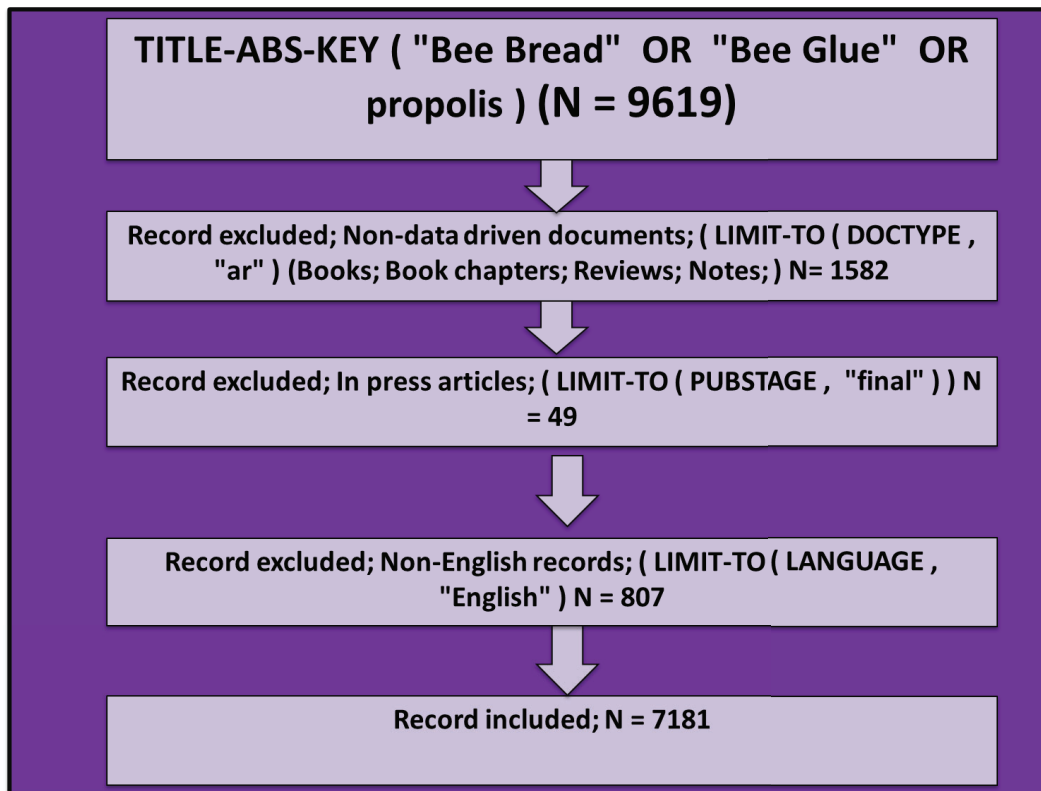 TITLE-ABS-KEY ( "Bee Bread" OR "Bee Glue" OR
propolis ) (N = 9619)
Record excluded; Non-data driven documents; ( LIMIT-TO ( DOCTYPE ,
"ar" ) (Books; Book chapters; Reviews; Notes; ) N= 1582
Record excluded; In press articles; ( LIMIT-TO ( PUBSTAGE , "final" ) ) N
= 49
Record excluded; Non-English records; ( LIMIT-TO ( LANGUAGE ,
"English" ) N = 807
Record included; N = 7181